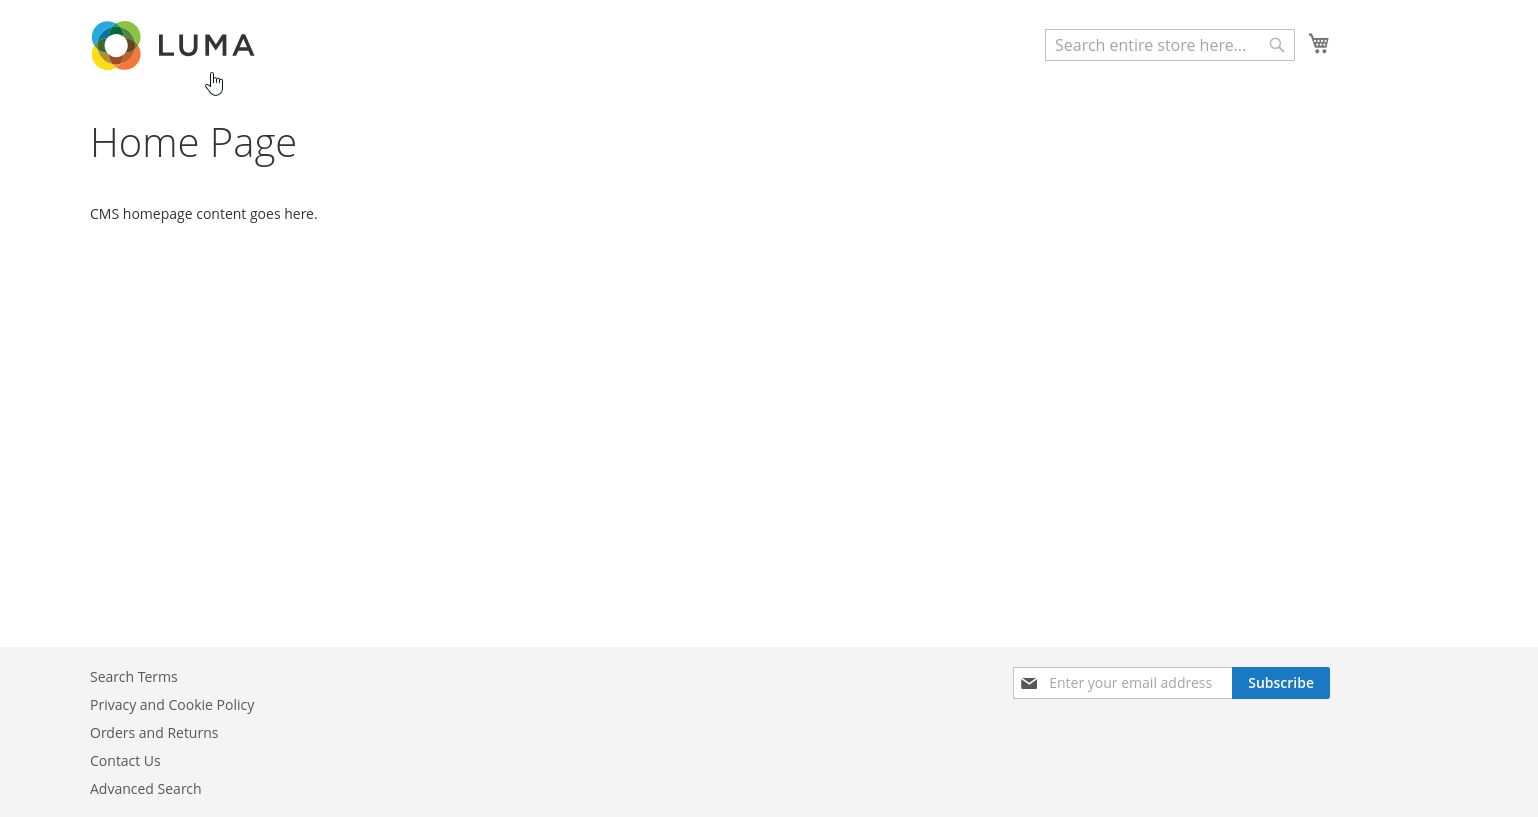 LUMA
Search entire store here...
Home Page
CMS homepage content goes here.
Search Terms
Privacy and Cookie Policy
Orders and Returns
Contact Us
Advanced Search
Enter your email address
Subscribe